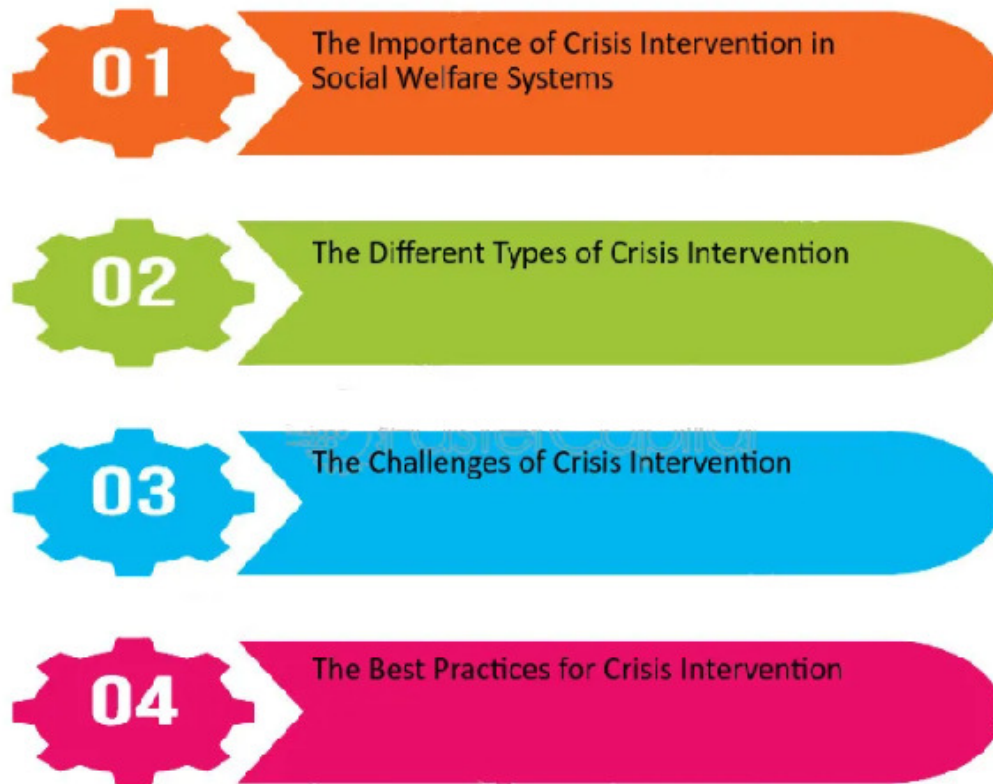 01
The Importance of Crisis Intervention in
Social Welfare Systems
02
The Different Types of Crisis Intervention
03
The Challenges of Crisis Intervention
04
The Best Practices for Crisis Intervention